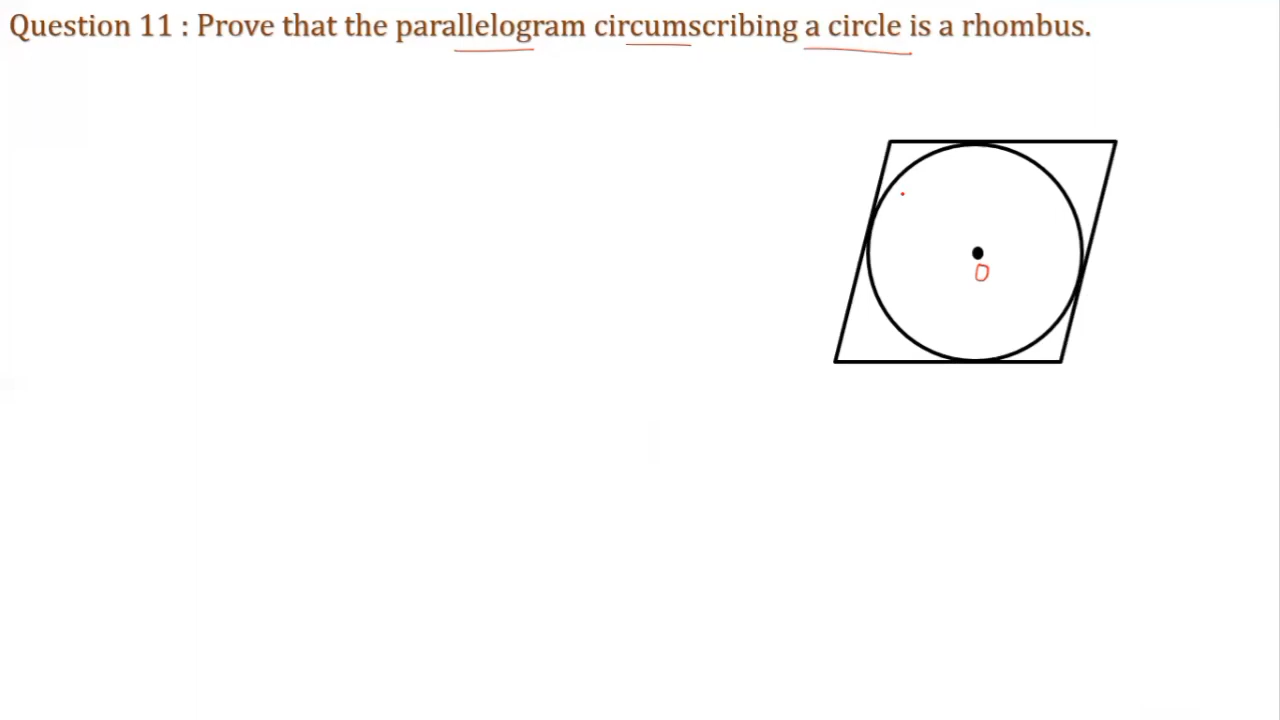 Question 11 : Prove that the parallelogram circumscribing a circle is a rhombus.
O